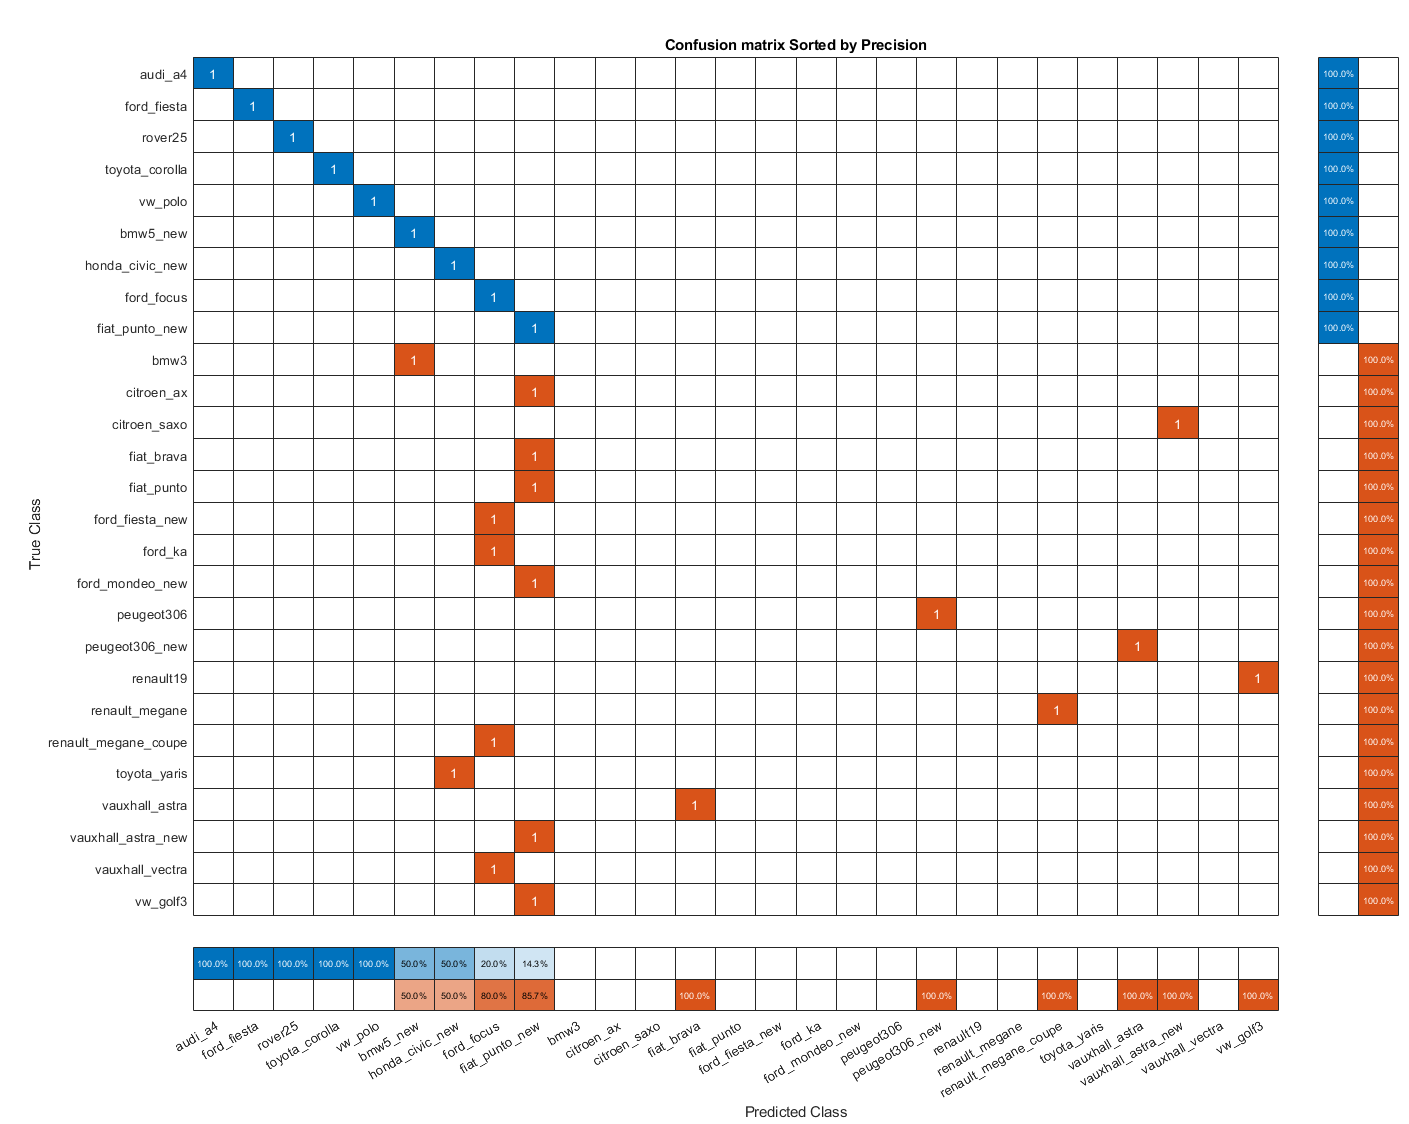 Confusion matrix Sorted by Precision
True Class
audi_a4 1 100.0%
ford_fiesta 1 100.0%
rover25 1 100.0%
toyota_corolla 1 100.0%
vw_polo 1 100.0%
bmw5_new 1 100.0%
honda_civic_new 1 100.0%
ford_focus 1 100.0%
fiat_punto_new 1 100.0%
bmw3 1 100.0%
citroen_ax 1 100.0%
citroen_saxo 1 100.0%
fiat_brava 1 100.0%
fiat_punto 1 100.0%
ford_fiesta_new 1 100.0%
ford_ka 1 100.0%
ford_mondeo_new 1 100.0%
peugeot306 1 100.0%
peugeot306_new 1 100.0%
renault19 1 100.0%
renault_megane 1 100.0%
renault_megane_coupe 1 100.0%
toyota_yaris 1 100.0%
vauxhall_astra 1 100.0%
vauxhall_astra_new 1 100.0%
vauxhall_vectra 1 100.0%
vw_golf3 1 100.0%
100.0% 100.0% 100.0% 100.0% 100.0% 50.0% 50.0% 20.0% 14.3%
50.0% 50.0% 80.0% 85.7% 100.0% 100.0% 100.0% 100.0% 100.0% 100.0%
audi_a4
ford_fiesta
rover25
toyota_corolla
vw_polo
bmw5_new
honda_civic_new
ford_focus
fiat_punto_new
bmw3
citroen_ax
citroen_saxo
fiat_brava
fiat_punto
ford_fiesta_new
ford_ka
ford_mondeo_new
peugeot306
peugeot306_new
renault19
renault_megane
renault_megane_coupe
toyota_yaris
vauxhall_astra
vauxhall_astra_new
vauxhall_vectra
vw_golf3
Predicted Class